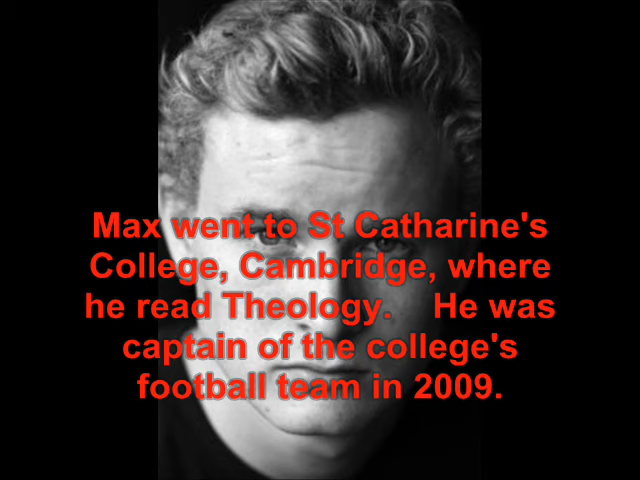 Max went to St Catharine's
College, Cambridge, where
he read Theology.    He was
captain of the college's
football team in 2009.